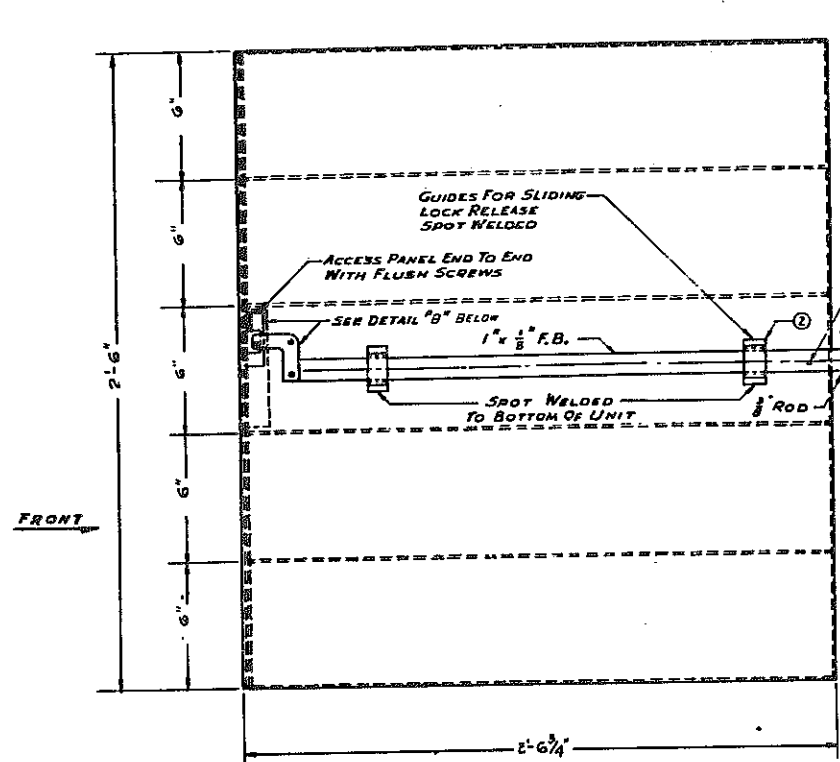 6"
6"
GUIDES FOR SLIDING
LOCK RELEASE
SPOT WELDED
ACCESS PANEL END TO END
WITH FLUSH SCREWS
SEE DETAIL "B" BELOW
2
1" x 1/8" F.B.
2'-6"
6"
SPOT WELDED
TO BOTTOM OF UNIT
ROD
6"
FRONT
6"
2'-6 3/4"